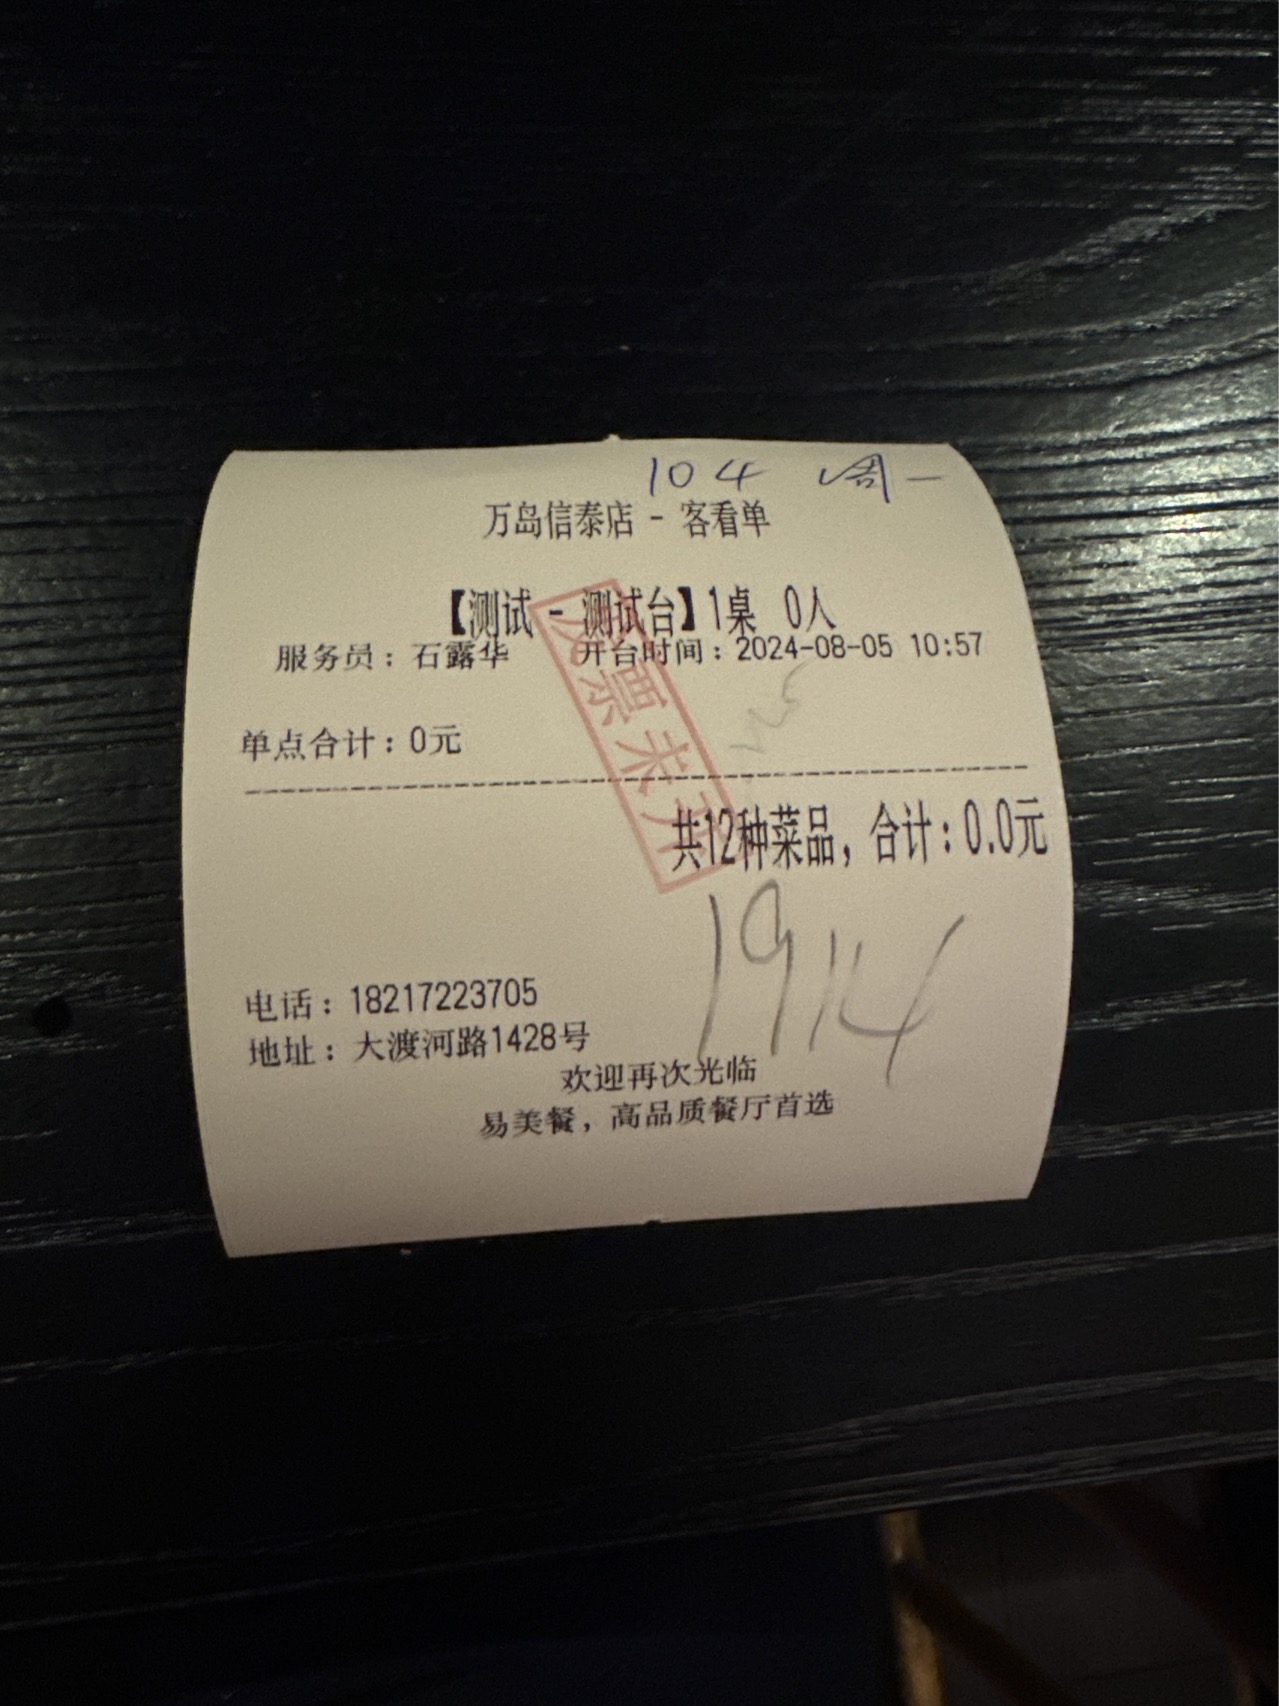 104 周一
万岛信泰店 - 客看单
【测试 - 测试台】1桌 0人
服务员：石露华 开台时间：2024-08-05 10:57
发票未开
单点合计：0元
共12种菜品，合计：0.0元
1914
电话：18217223705
地址：大渡河路1428号
欢迎再次光临
易美餐，高品质餐厅首选